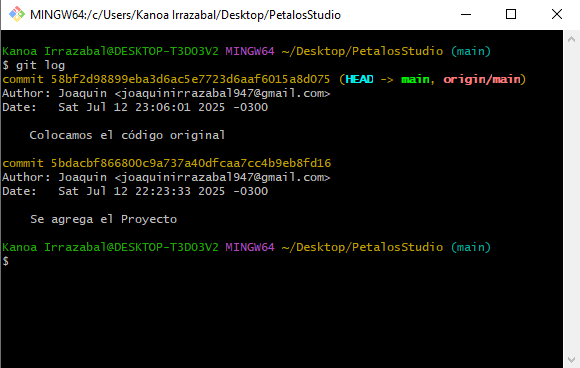 MINGW64:/c/Users/Kanoa Irrazabal/Desktop/PetalosStudio
Kanoa Irrazabal@DESKTOP-T3DO3V2 MINGW64 ~/Desktop/PetalosStudio (main)
$ git log
commit 58bf2d98899eba3d6ac5e7723d6aaf6015a8d075 (HEAD -> main, origin/main)
Author: Joaquin <joaquinirrazabal947@gmail.com>
Date:   Sat Jul 12 23:06:01 2025 -0300
    Colocamos el código original
commit 5bdacbf866800c9a737a40dfcaa7cc4b9eb8fd16
Author: Joaquin <joaquinirrazabal947@gmail.com>
Date:   Sat Jul 12 22:23:33 2025 -0300
    Se agrega el Proyecto
Kanoa Irrazabal@DESKTOP-T3DO3V2 MINGW64 ~/Desktop/PetalosStudio (main)
$